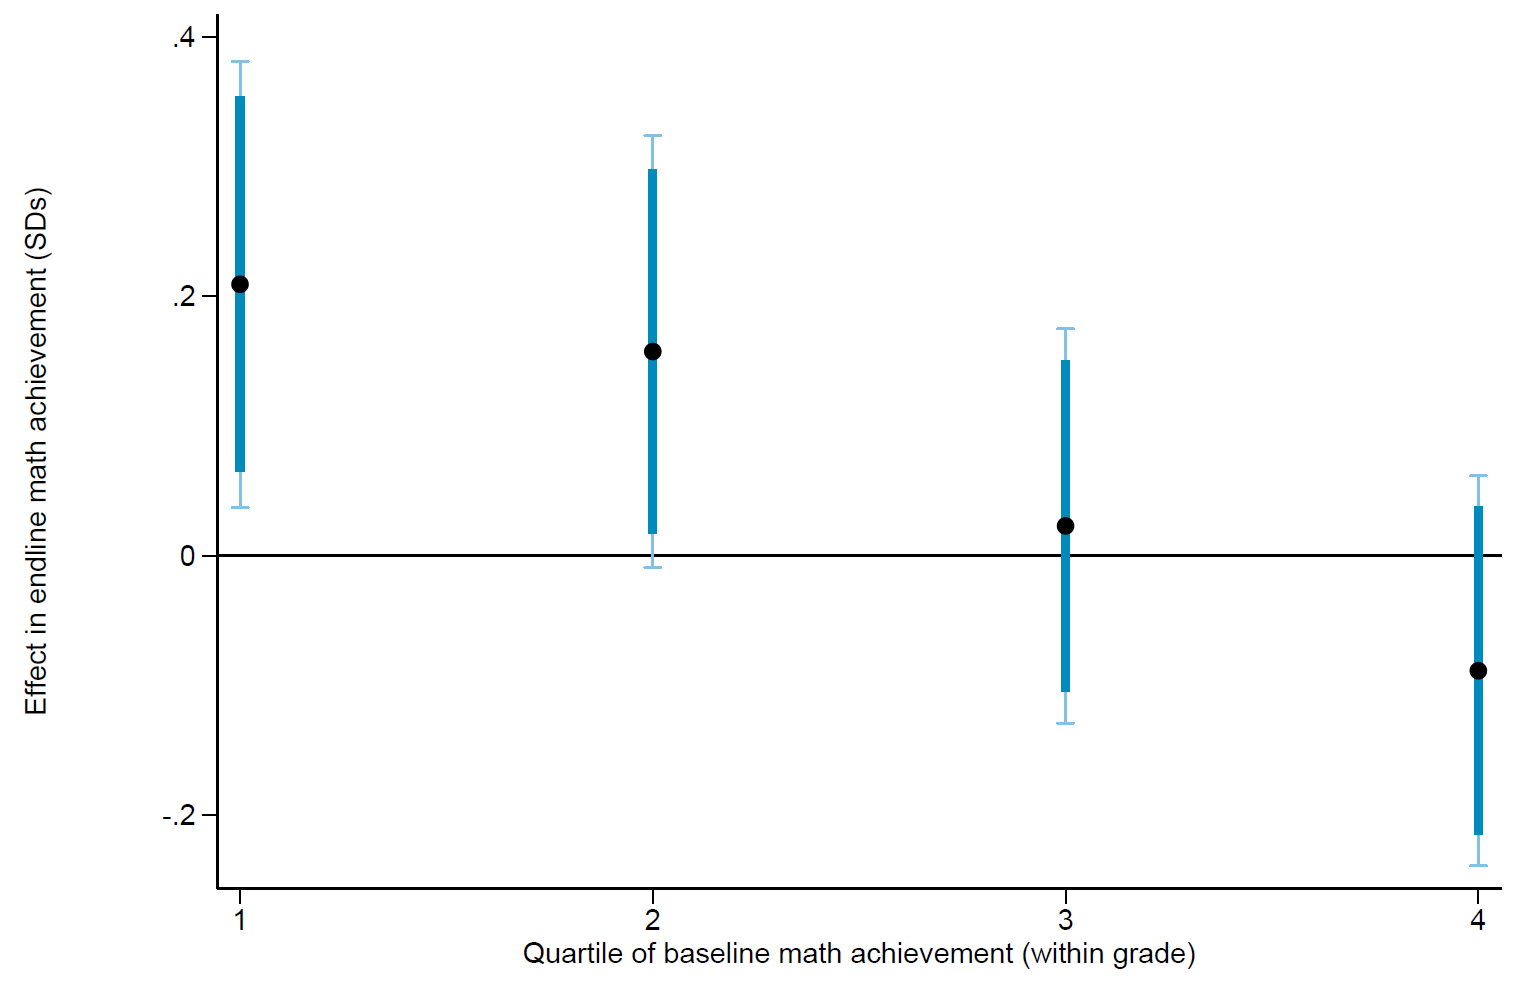 Effect in endline math achievement (SDs)
.4
.2
0
-.2
1 2 3 4
Quartile of baseline math achievement (within grade)